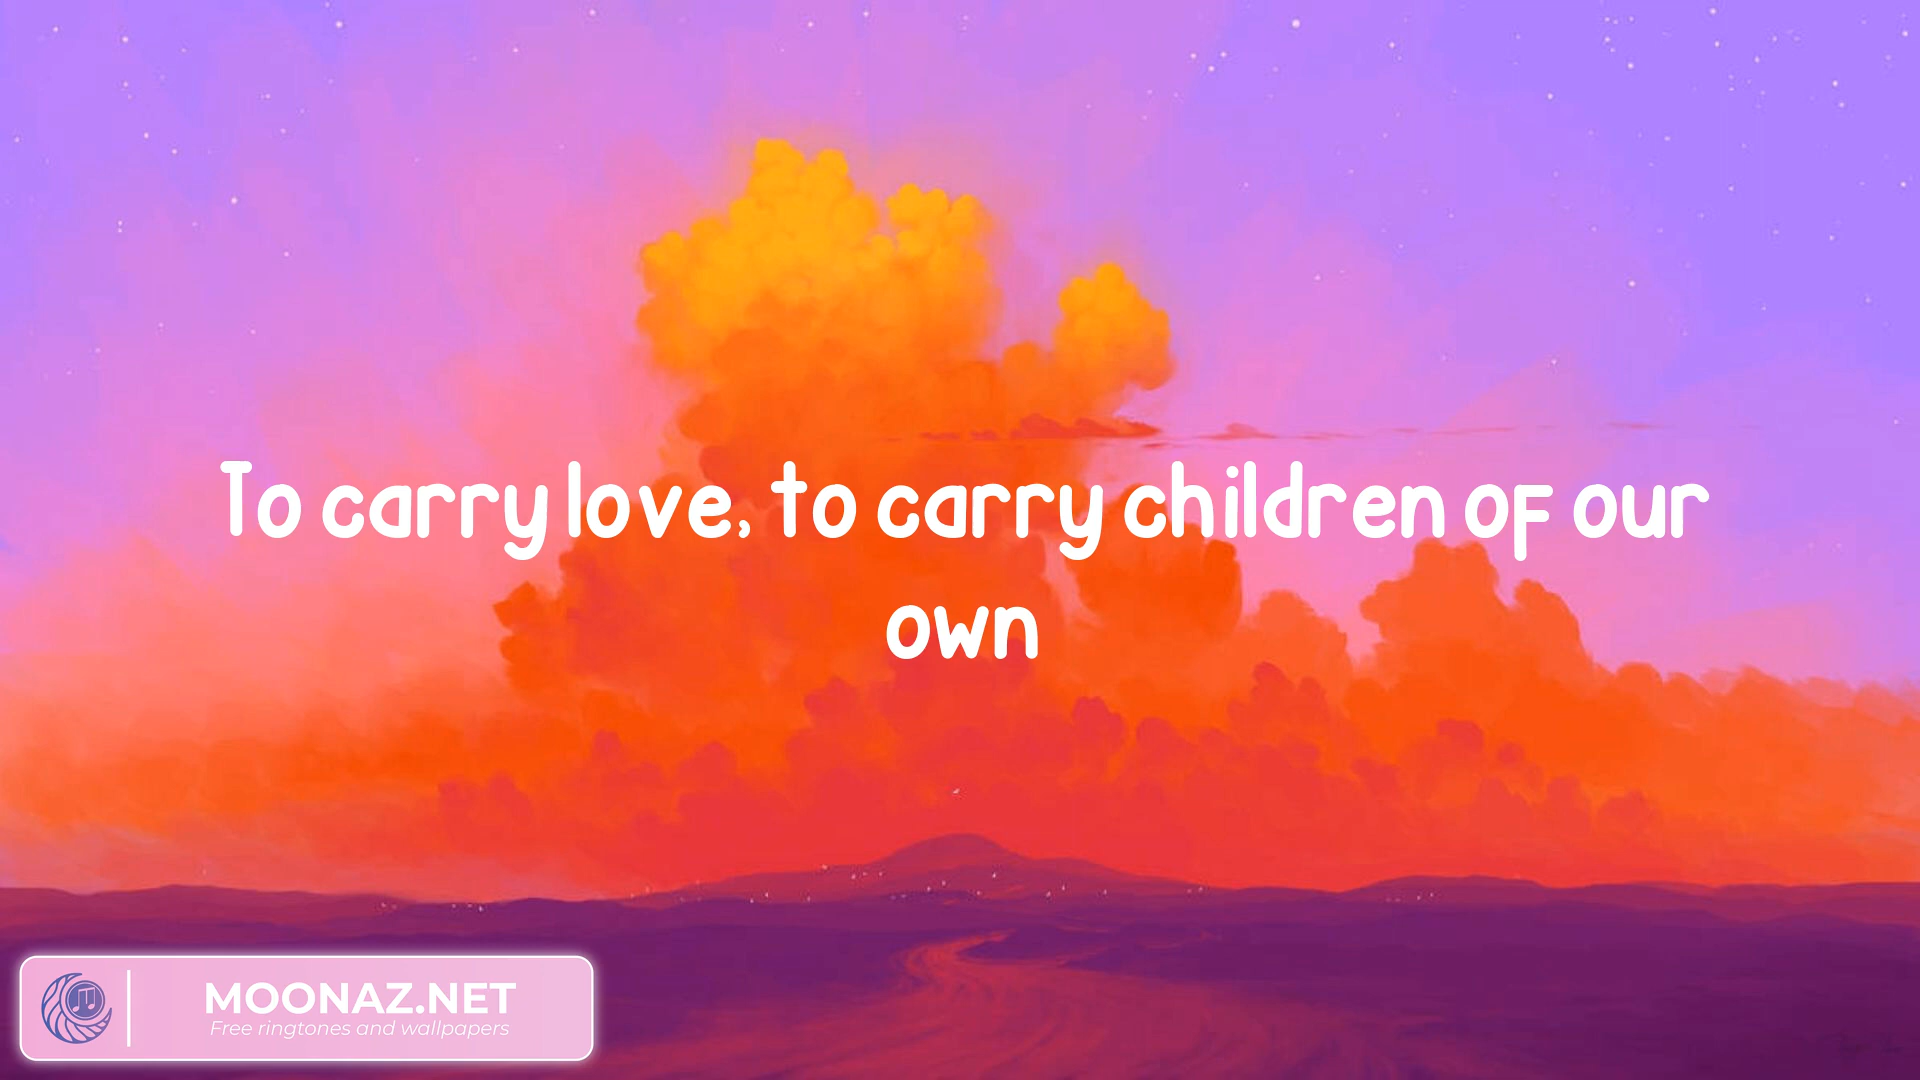 To carry love, to carry children of our
own
MOONAZ.NET
Free ringtones and wallpapers